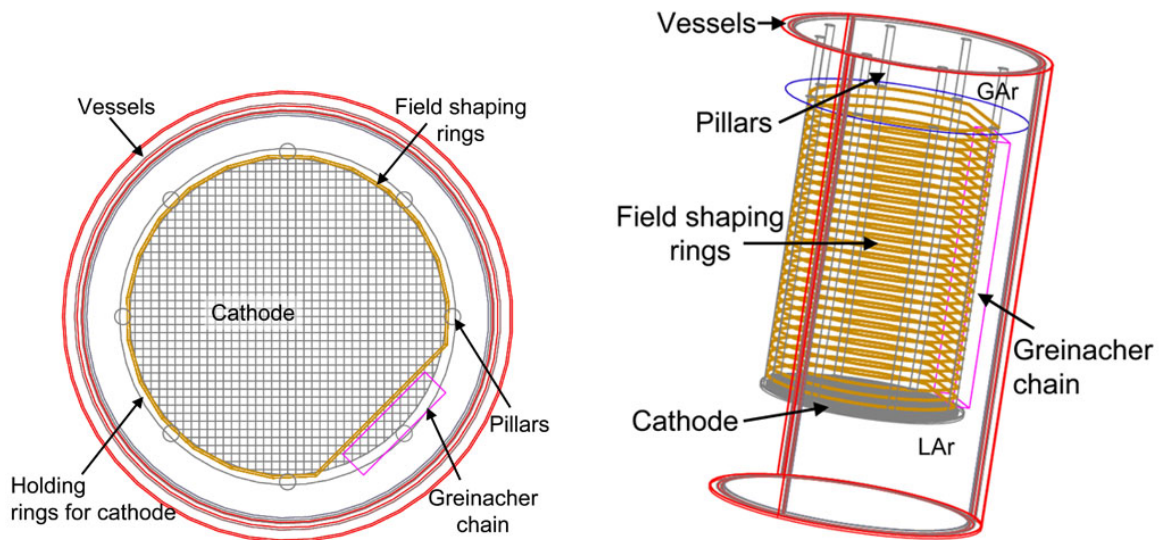 Vessels
Field shaping
rings
Cathode
Pillars
Holding
rings for cathode
Greinacher
chain
Vessels
GAr
Pillars
Field shaping
rings
Greinacher
chain
Cathode
LAr